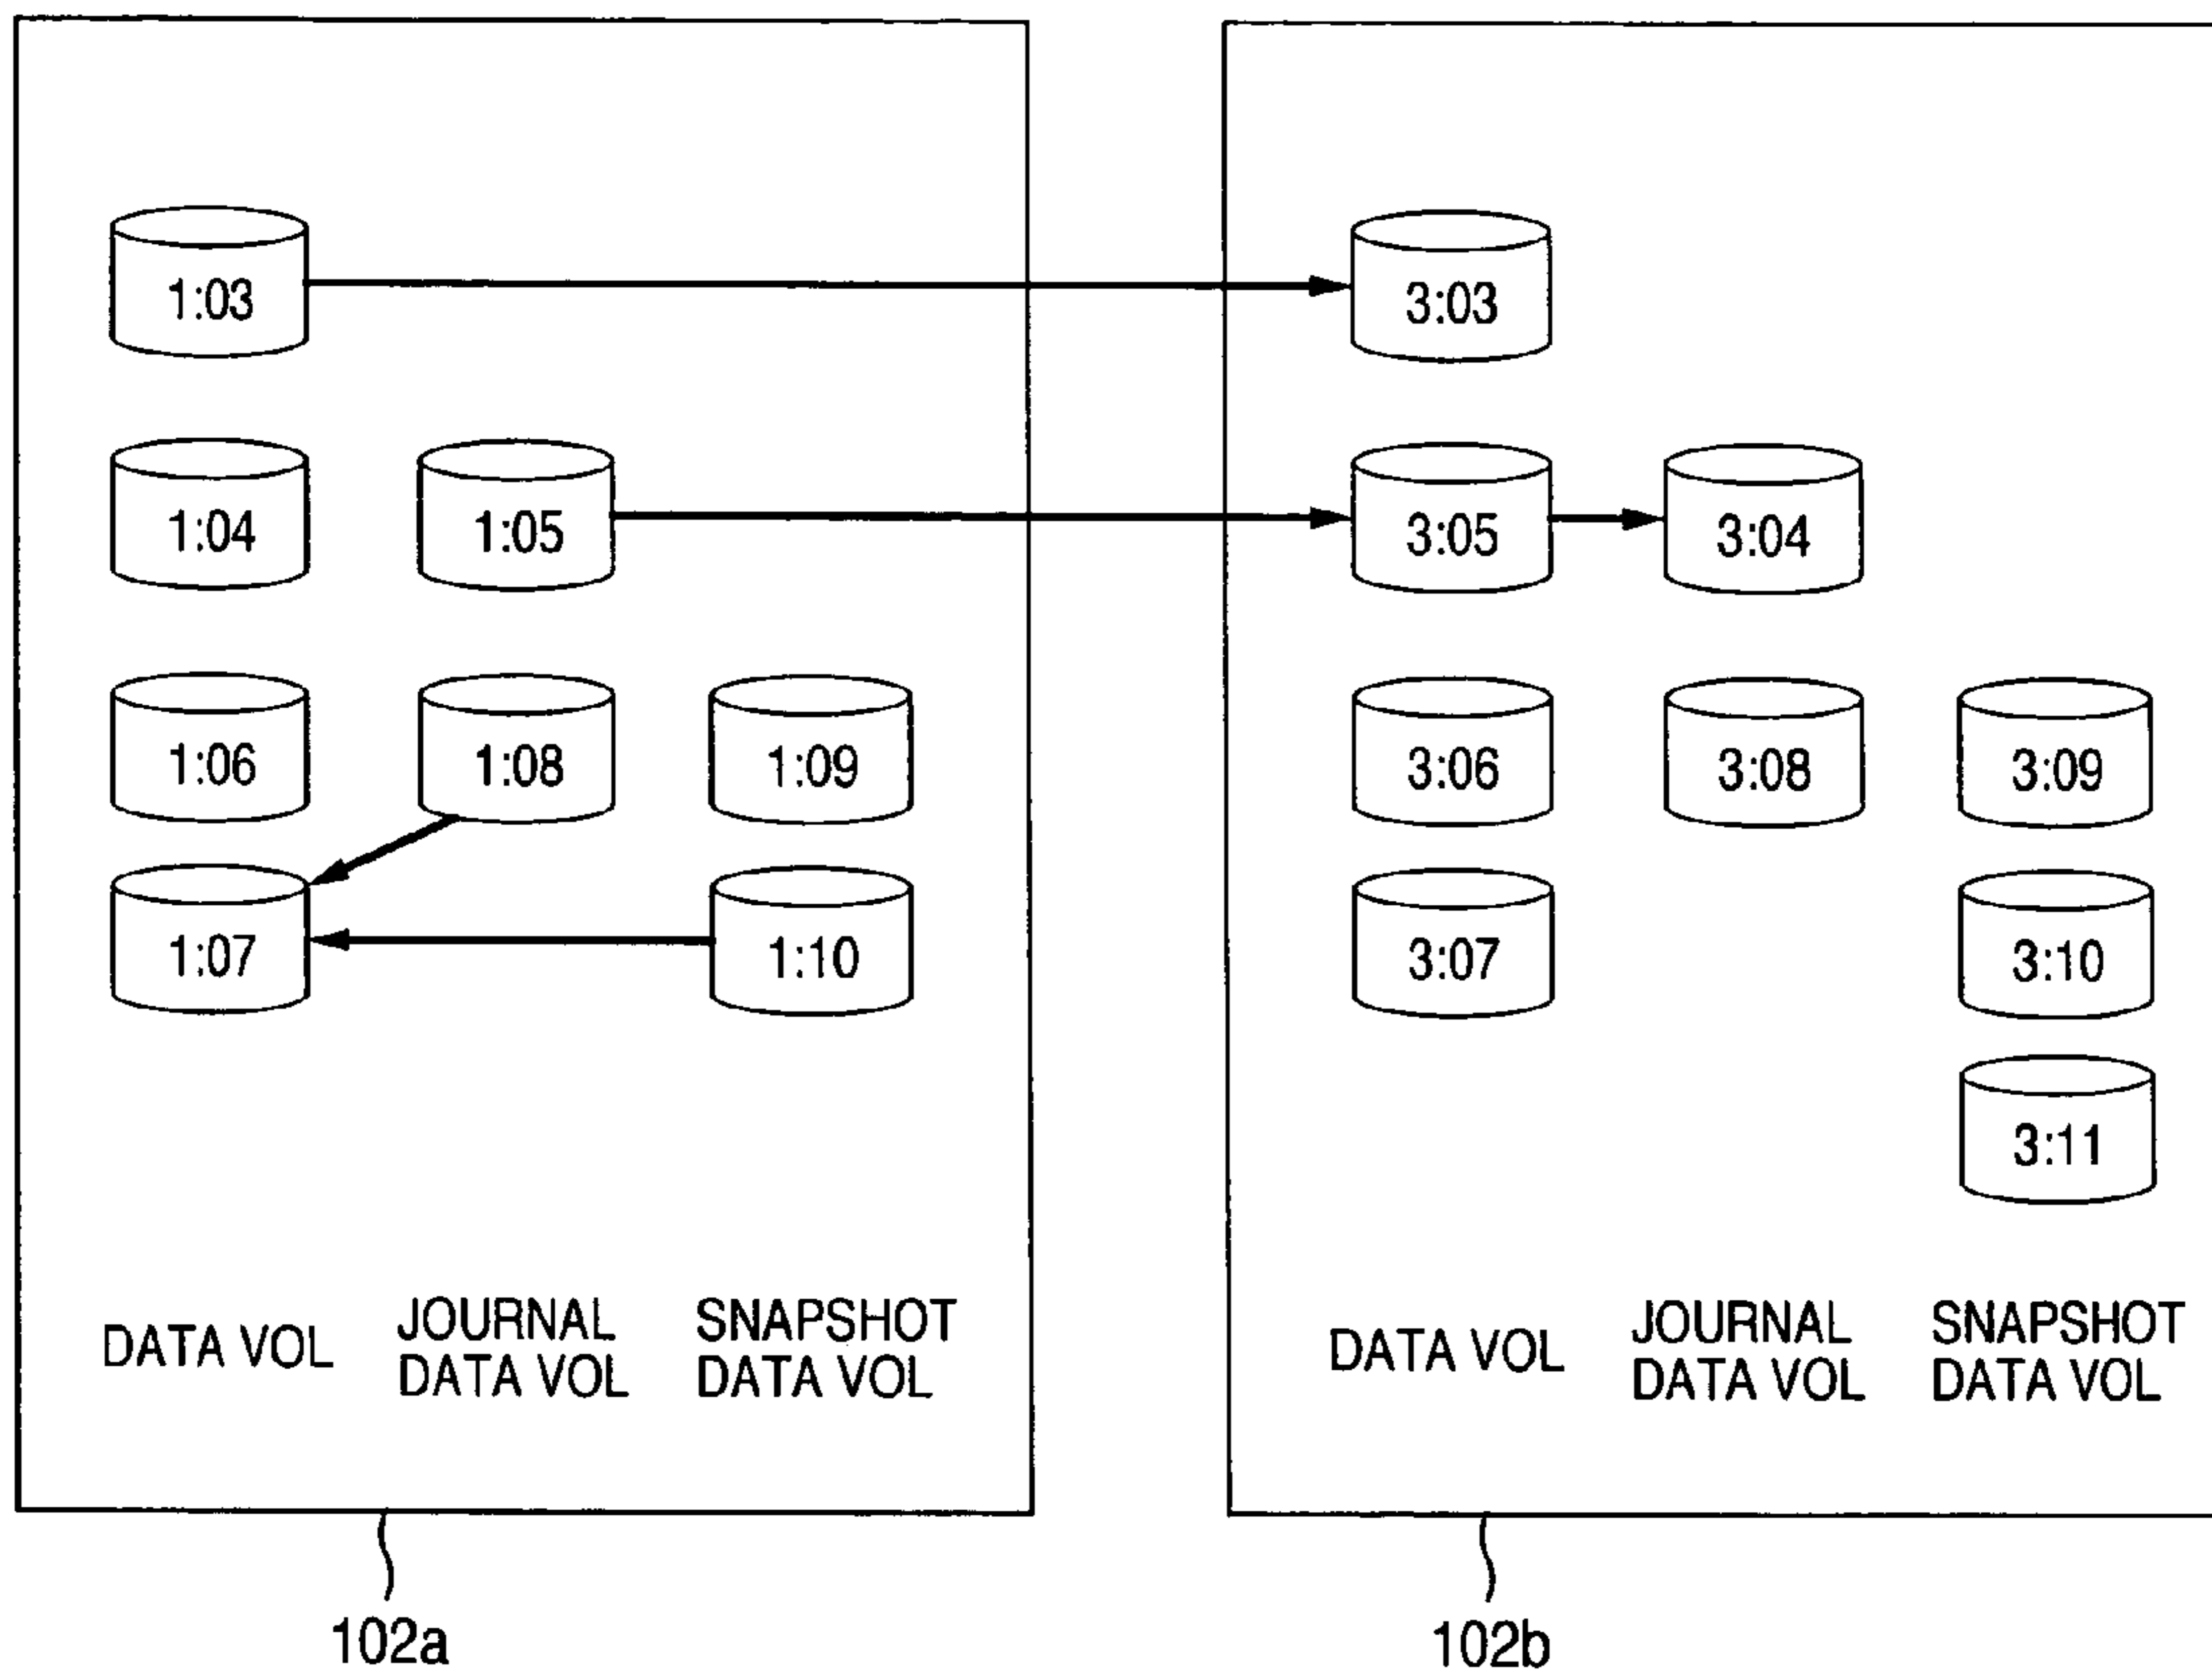 1:03
3:03
1:04 1:05
3:05 3:04
1:06 1:08 1:09
3:06 3:08 3:09
1:07 1:10
3:07 3:10
3:11
DATA VOL
JOURNAL
DATA VOL
SNAPSHOT
DATA VOL
DATA VOL
JOURNAL
DATA VOL
SNAPSHOT
DATA VOL
102a
102b